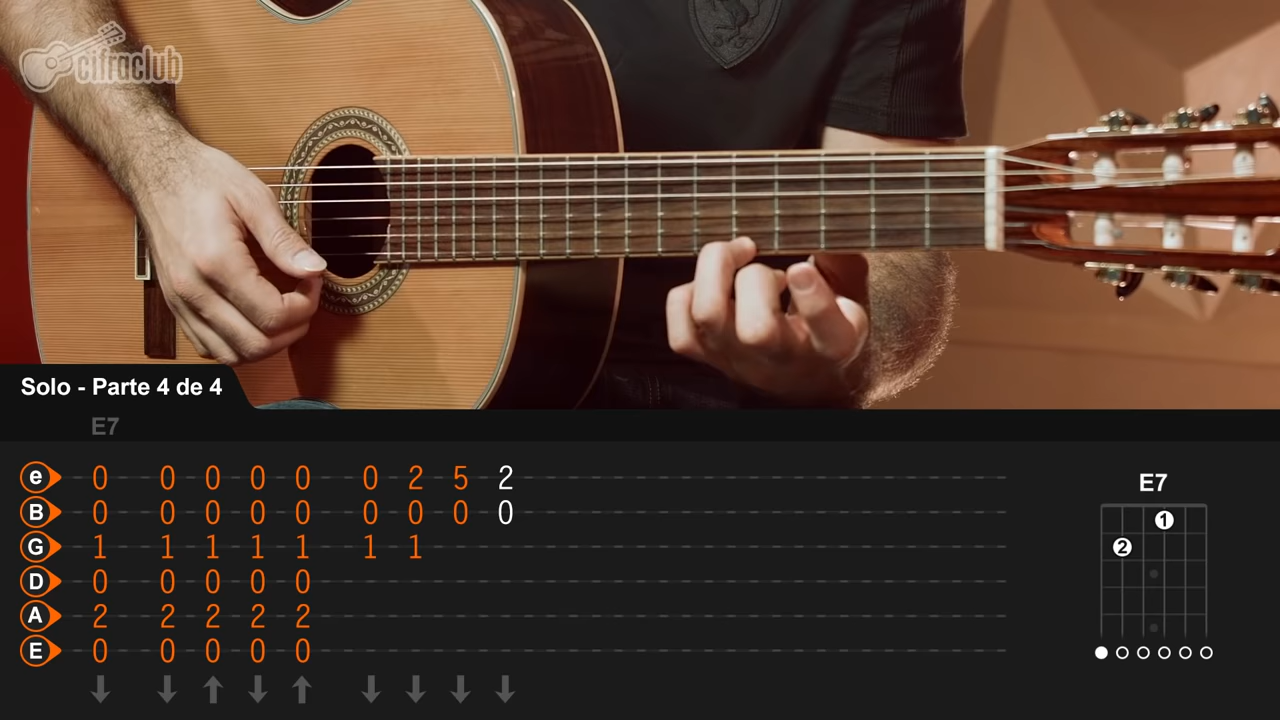 cifraclub
Solo - Parte 4 de 4
E7
e 0 0 0 0 0 0 2 5 2
B 0 0 0 0 0 0 0 0 0
G 1 1 1 1 1 1 1
D 0 0 0 0 0
A 2 2 2 2 2
E 0 0 0 0 0
E7
1
2